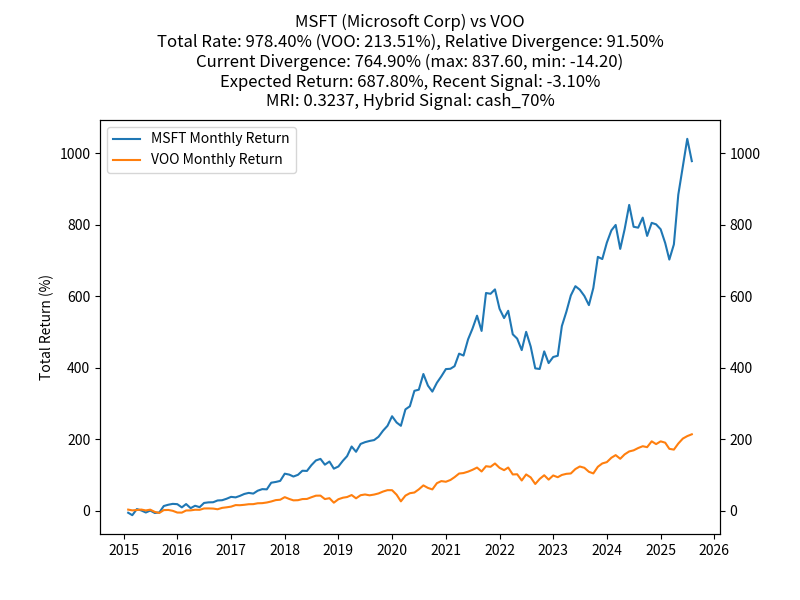 MSFT (Microsoft Corp) vs VOO
Total Rate: 978.40% (VOO: 213.51%), Relative Divergence: 91.50%
Current Divergence: 764.90% (max: 837.60, min: -14.20)
Expected Return: 687.80%, Recent Signal: -3.10%
MRI: 0.3237, Hybrid Signal: cash_70%
MSFT Monthly Return
VOO Monthly Return
Total Return (%)
1000
800
600
400
200
0
1000
800
600
400
200
0
2015 2016 2017 2018 2019 2020 2021 2022 2023 2024 2025 2026